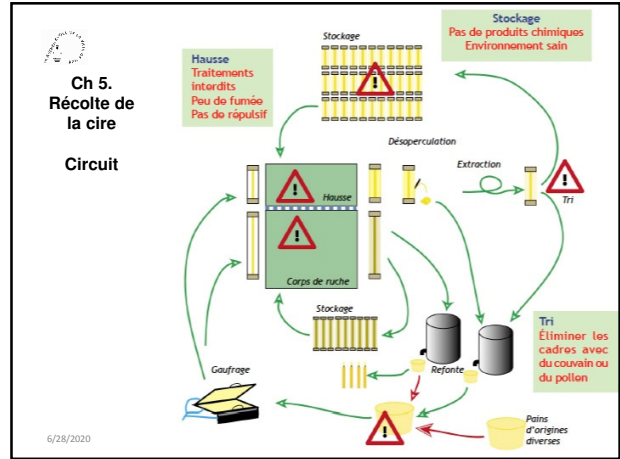 Ch 5.
Récolte de
la cire
Circuit
Hausse
Traitements
interdits
Peu de fumée
Pas de répulsif
Stockage
Stockage
Pas de produits chimiques
Environnement sain
Désoperculation
Extraction
!
!
Hausse
!
Tri
!
Corps de ruche
Stockage
Tri
Éliminer les
cadres avec
du couvain ou
du pollen
Gaufrage
Refonte
!
Pains
d'origines
diverses
6/28/2020